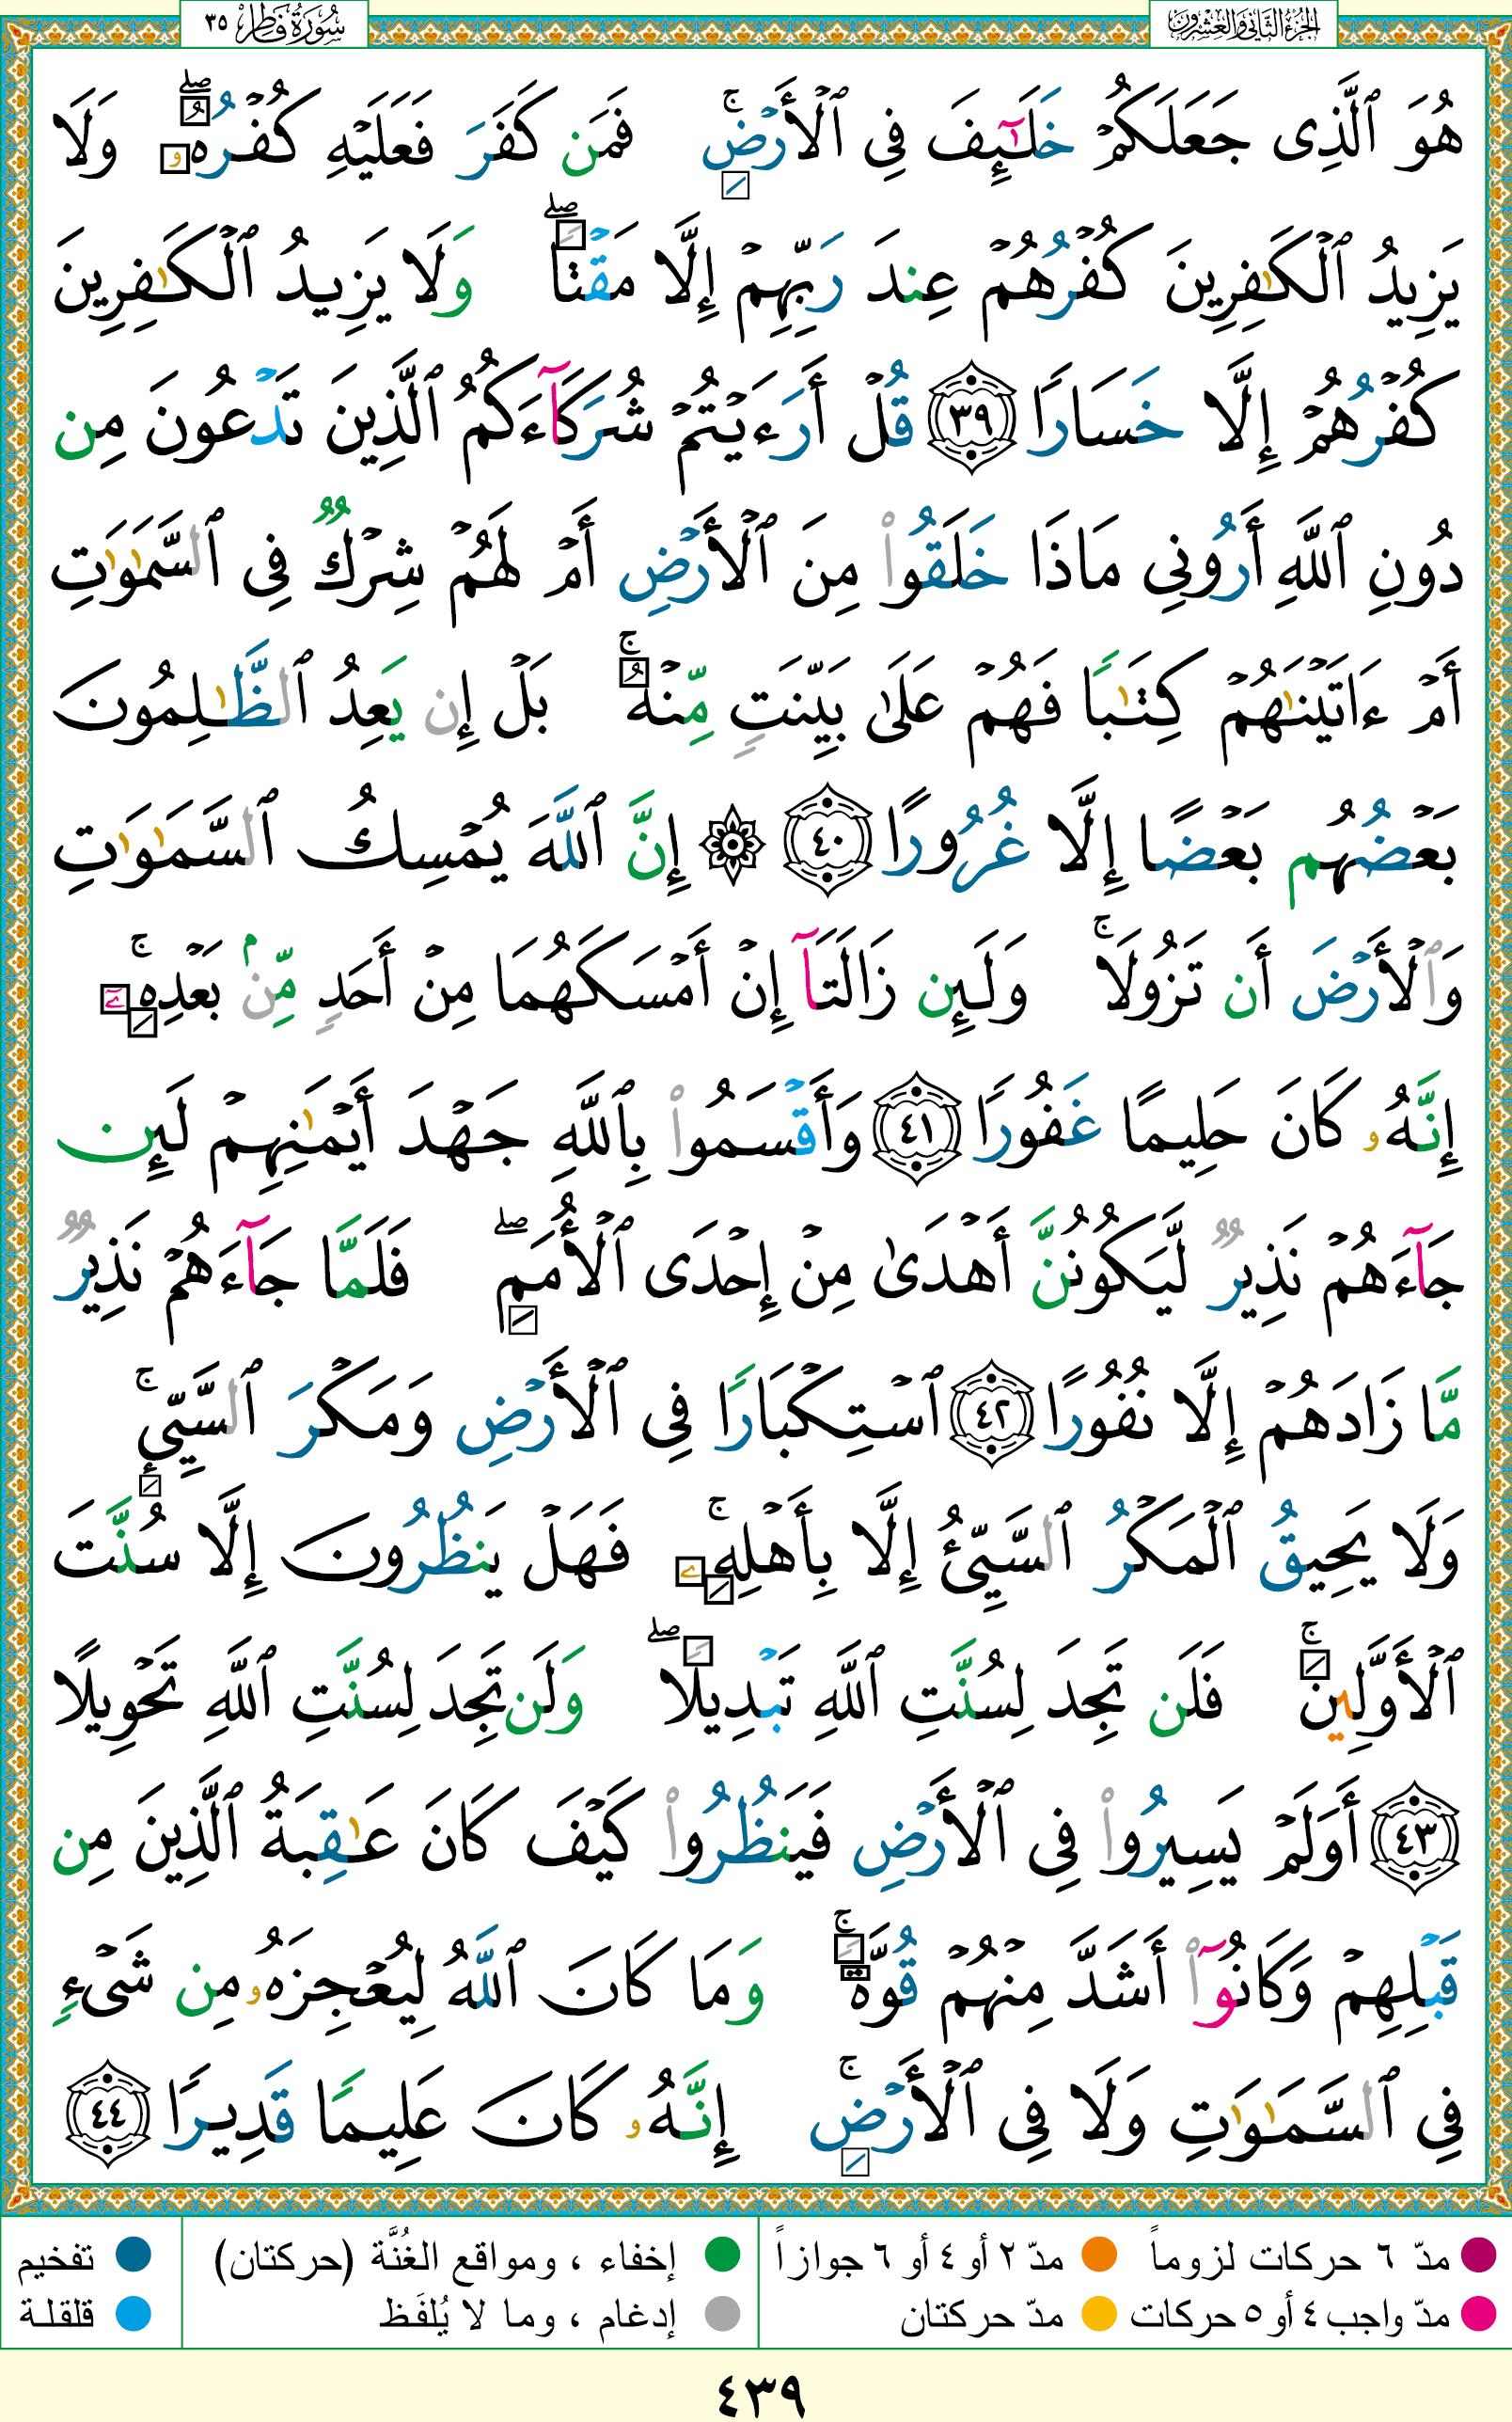 الجزء الثاني والعشرون
سورة فاطر ٣٥
هُوَ ٱلَّذِى جَعَلَكُمْ خَلَـٰٓئِفَ فِى ٱلْأَرْضِ ۚ فَمَن كَفَرَ فَعَلَيْهِ كُفْرُهُۥ ۖ وَلَا
يَزِيدُ ٱلْكَـٰفِرِينَ كُفْرُهُمْ عِندَ رَبِّهِمْ إِلَّا مَقْتًا ۖ وَلَا يَزِيدُ ٱلْكَـٰفِرِينَ
كُفْرُهُمْ إِلَّا خَسَارًا ٣٩ قُلْ أَرَءَيْتُمْ شُرَكَآءَكُمُ ٱلَّذِينَ تَدْعُونَ مِن
دُونِ ٱللَّهِ أَرُونِى مَاذَا خَلَقُوا۟ مِنَ ٱلْأَرْضِ أَمْ لَهُمْ شِرْكٌ فِى ٱلسَّمَـٰوَٰتِ
أَمْ ءَاتَيْنَـٰهُمْ كِتَـٰبًا فَهُمْ عَلَىٰ بَيِّنَتٍ مِّنْهُ ۚ بَلْ إِن يَعِدُ ٱلظَّـٰلِمُونَ
بَعْضُهُم بَعْضًا إِلَّا غُرُورًا ٤٠ ۞ إِنَّ ٱللَّهَ يُمْسِكُ ٱلسَّمَـٰوَٰتِ
وَٱلْأَرْضَ أَن تَزُولَا ۚ وَلَئِن زَالَتَآ إِنْ أَمْسَكَهُمَا مِنْ أَحَدٍ مِّنۢ بَعْدِهِۦٓ ۚ
إِنَّهُۥ كَانَ حَلِيمًا غَفُورًا ٤١ وَأَقْسَمُوا۟ بِٱللَّهِ جَهْدَ أَيْمَـٰنِهِمْ لَئِن
جَآءَهُمْ نَذِيرٌ لَّيَكُونُنَّ أَهْدَىٰ مِنْ إِحْدَى ٱلْأُمَمِ ۖ فَلَمَّا جَآءَهُمْ نَذِيرٌ
مَّا زَادَهُمْ إِلَّا نُفُورًا ٤٢ ٱسْتِكْبَارًا فِى ٱلْأَرْضِ وَمَكْرَ ٱلسَّيِّئِ ۚ
وَلَا يَحِيقُ ٱلْمَكْرُ ٱلسَّيِّئُ إِلَّا بِأَهْلِهِۦ ۚ فَهَلْ يَنظُرُونَ إِلَّا سُنَّتَ
ٱلْأَوَّلِينَ ۚ فَلَن تَجِدَ لِسُنَّتِ ٱللَّهِ تَبْدِيلًا ۖ وَلَن تَجِدَ لِسُنَّتِ ٱللَّهِ تَحْوِيلًا
٤٣ أَوَلَمْ يَسِيرُوا۟ فِى ٱلْأَرْضِ فَيَنظُرُوا۟ كَيْفَ كَانَ عَـٰقِبَةُ ٱلَّذِينَ مِن
قَبْلِهِمْ وَكَانُوٓا۟ أَشَدَّ مِنْهُمْ قُوَّةً ۚ وَمَا كَانَ ٱللَّهُ لِيُعْجِزَهُۥ مِن شَىْءٍ
فِى ٱلسَّمَـٰوَٰتِ وَلَا فِى ٱلْأَرْضِ ۚ إِنَّهُۥ كَانَ عَلِيمًا قَدِيرًا ٤٤
مدّ ٦ حركات لزوماً
مدّ ٢ أو ٤ أو ٦ جوازاً
إخفاء ، ومواقع الغُنَّة (حركتان)
تفخيم
مدّ واجب ٤ أو ٥ حركات
مدّ حركتان
إدغام ، وما لا يُلفَظ
قلقلة
٤٣٩